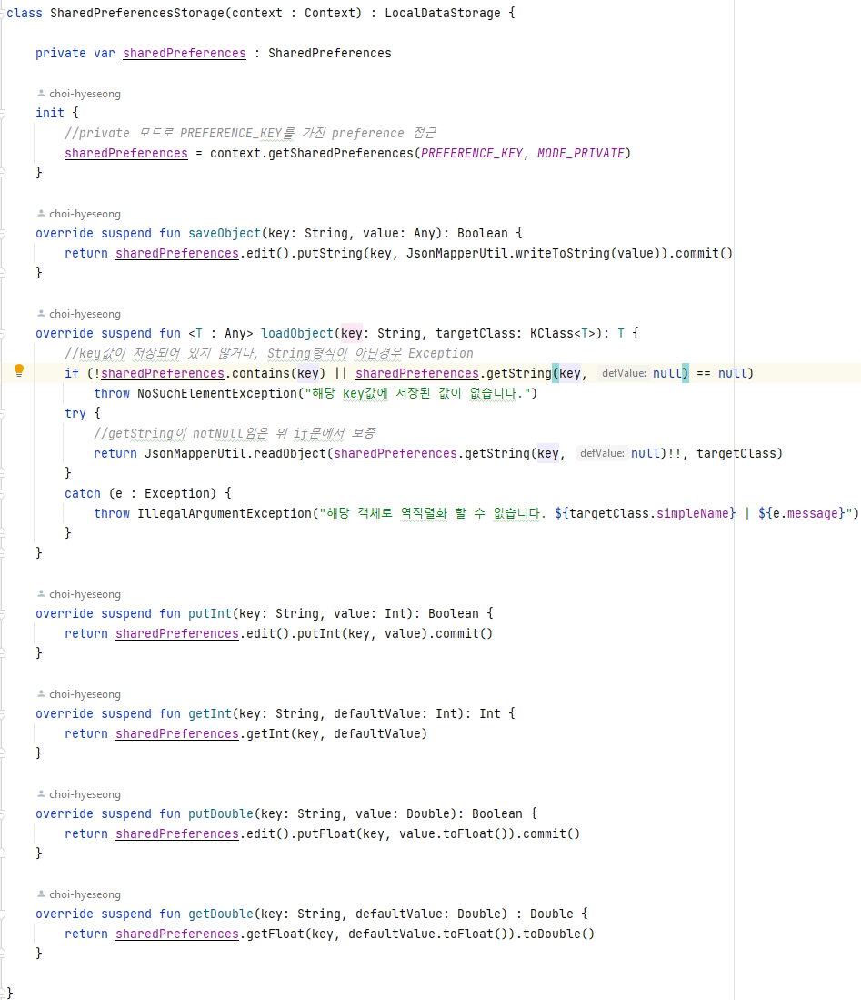 class SharedPreferencesStorage(context : Context) : LocalDataStorage {
private var sharedPreferences : SharedPreferences
choi-hyeseong
init {
//private 모드로 PREFERENCE_KEY를 가진 preference 접근
sharedPreferences = context.getSharedPreferences(PREFERENCE_KEY, MODE_PRIVATE)
}
choi-hyeseong
override suspend fun saveObject(key: String, value: Any): Boolean {
return sharedPreferences.edit().putString(key, JsonMapperUtil.writeToString(value)).commit()
}
choi-hyeseong
override suspend fun <T : Any> loadObject(key: String, targetClass: KClass<T>): T {
//key값이 저장되어 있지 않거나, String형식이 아닌경우 Exception
if (!sharedPreferences.contains(key) || sharedPreferences.getString(key, defValue: null) == null)
throw NoSuchElementException("해당 key값에 저장된 값이 없습니다.")
try {
//getString이 notNull임은 위 if문에서 보증
return JsonMapperUtil.readObject(sharedPreferences.getString(key, defValue: null)!!, targetClass)
}
catch (e : Exception) {
throw IllegalArgumentException("해당 객체로 역직렬화 할 수 없습니다. ${targetClass.simpleName} | ${e.message}")
}
}
choi-hyeseong
override suspend fun putInt(key: String, value: Int): Boolean {
return sharedPreferences.edit().putInt(key, value).commit()
}
choi-hyeseong
override suspend fun getInt(key: String, defaultValue: Int): Int {
return sharedPreferences.getInt(key, defaultValue)
}
choi-hyeseong
override suspend fun putDouble(key: String, value: Double): Boolean {
return sharedPreferences.edit().putFloat(key, value.toFloat()).commit()
}
choi-hyeseong
override suspend fun getDouble(key: String, defaultValue: Double) : Double {
return sharedPreferences.getFloat(key, defaultValue.toFloat()).toDouble()
}
}